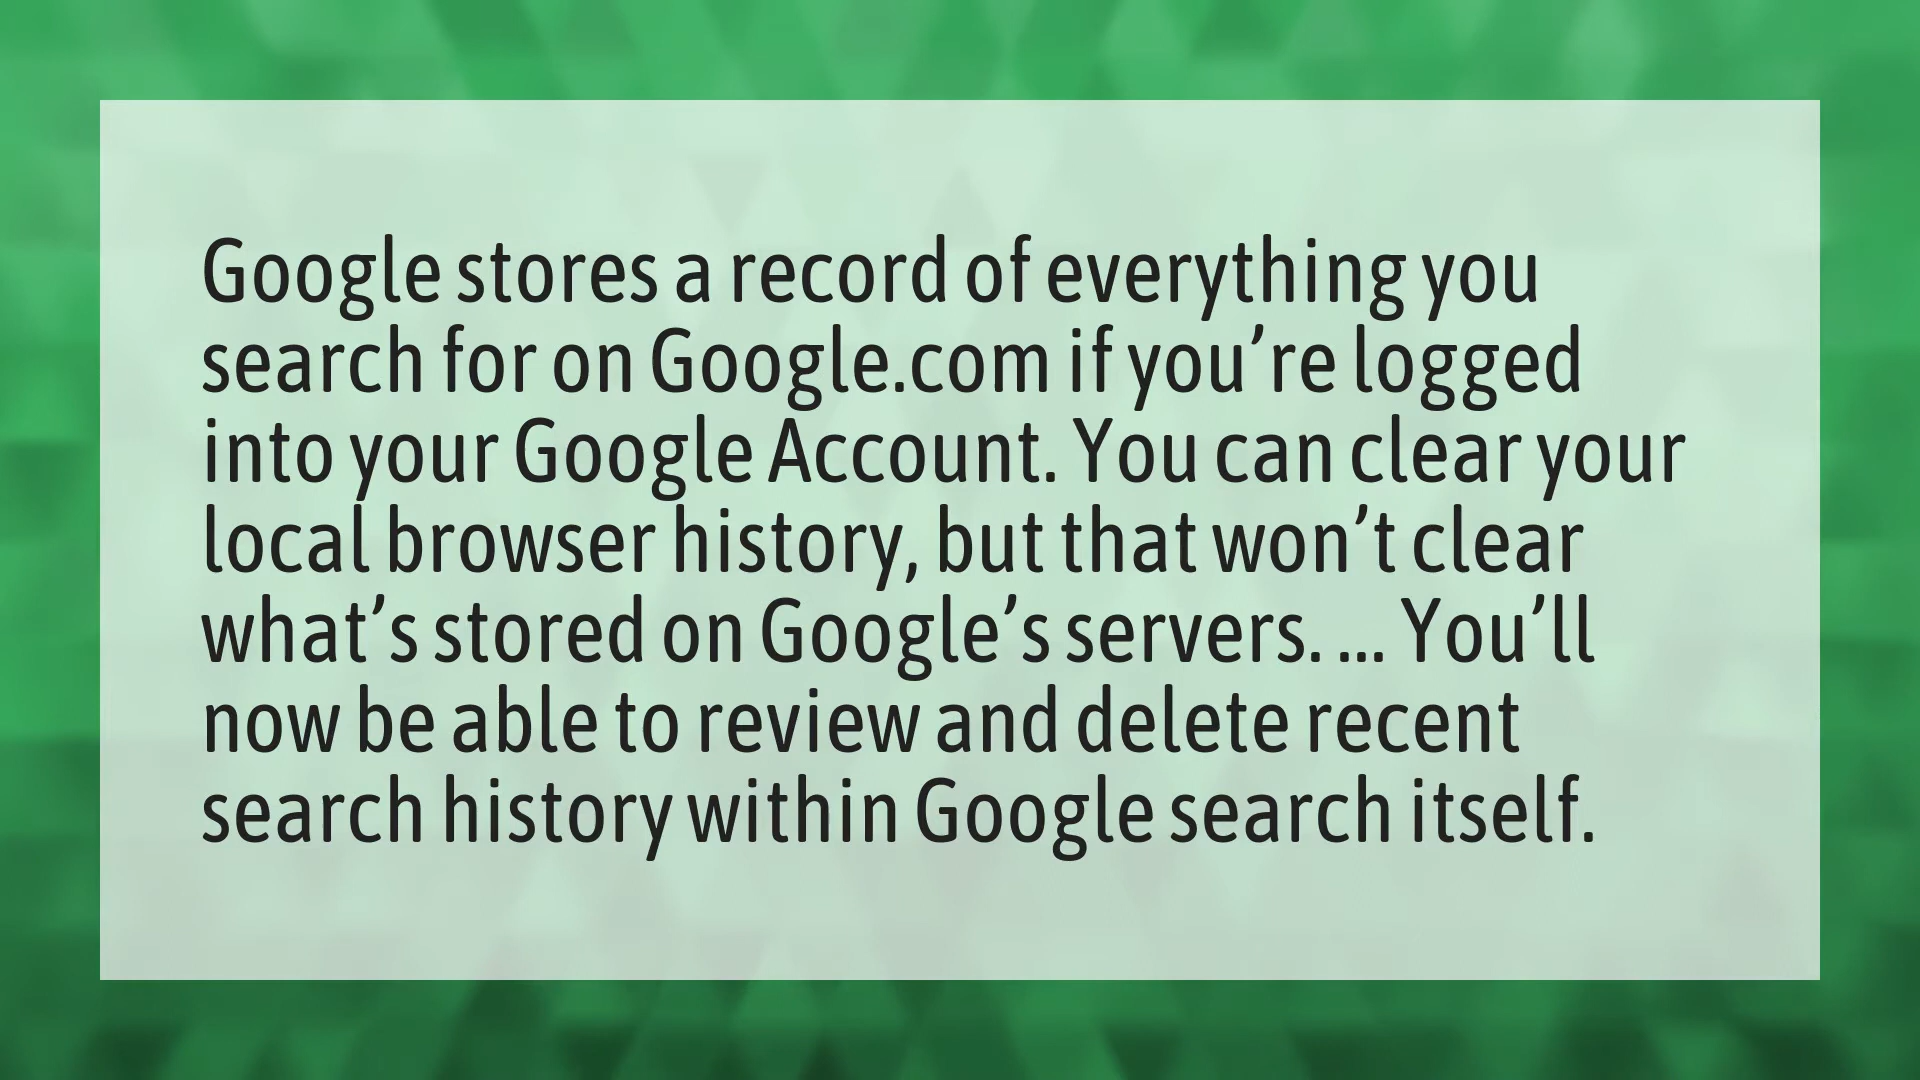 Google stores a record of everything you
search for on Google.com if you’re logged
into your Google Account. You can clear your
local browser history, but that won’t clear
what’s stored on Google’s servers. ... You’ll
now be able to review and delete recent
search history within Google search itself.